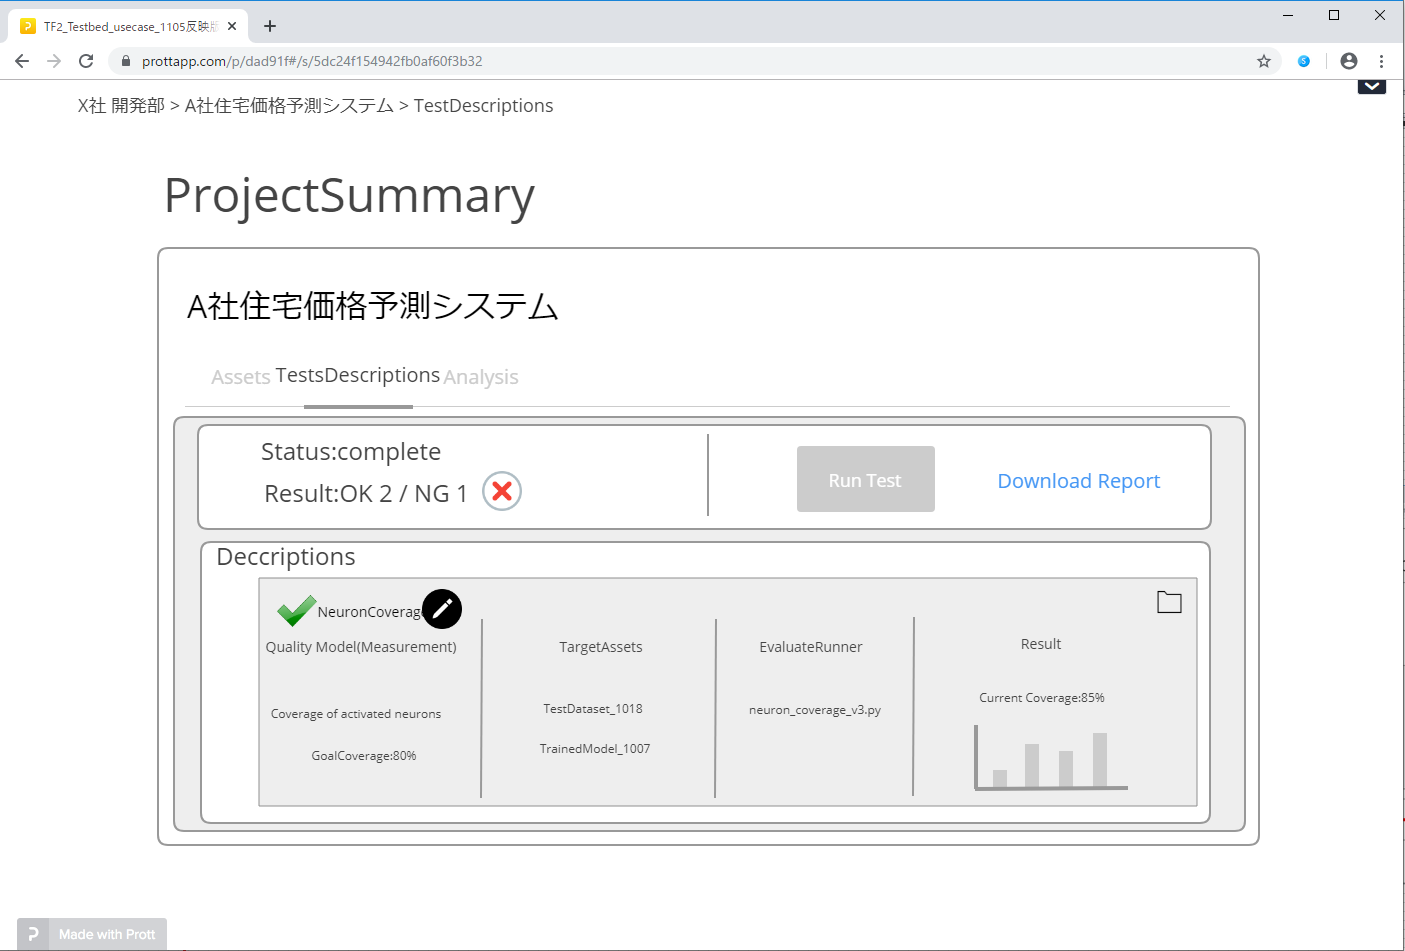 TF2_Testbed_usecase_1105反映版
prottapp.com/p/dad91f#/s/5dc24f154942fb0af60f3b32
X社 開発部 > A社住宅価格予測システム > TestDescriptions
ProjectSummary
A社住宅価格予測システム
Assets TestsDescriptions Analysis
Status:complete
Result:OK 2 / NG 1
Run Test
Download Report
Deccriptions
NeuronCoverag
Quality Model(Measurement)
Coverage of activated neurons
GoalCoverage:80%
TargetAssets
TestDataset_1018
TrainedModel_1007
EvaluateRunner
neuron_coverage_v3.py
Result
Current Coverage:85%
Made with Prott